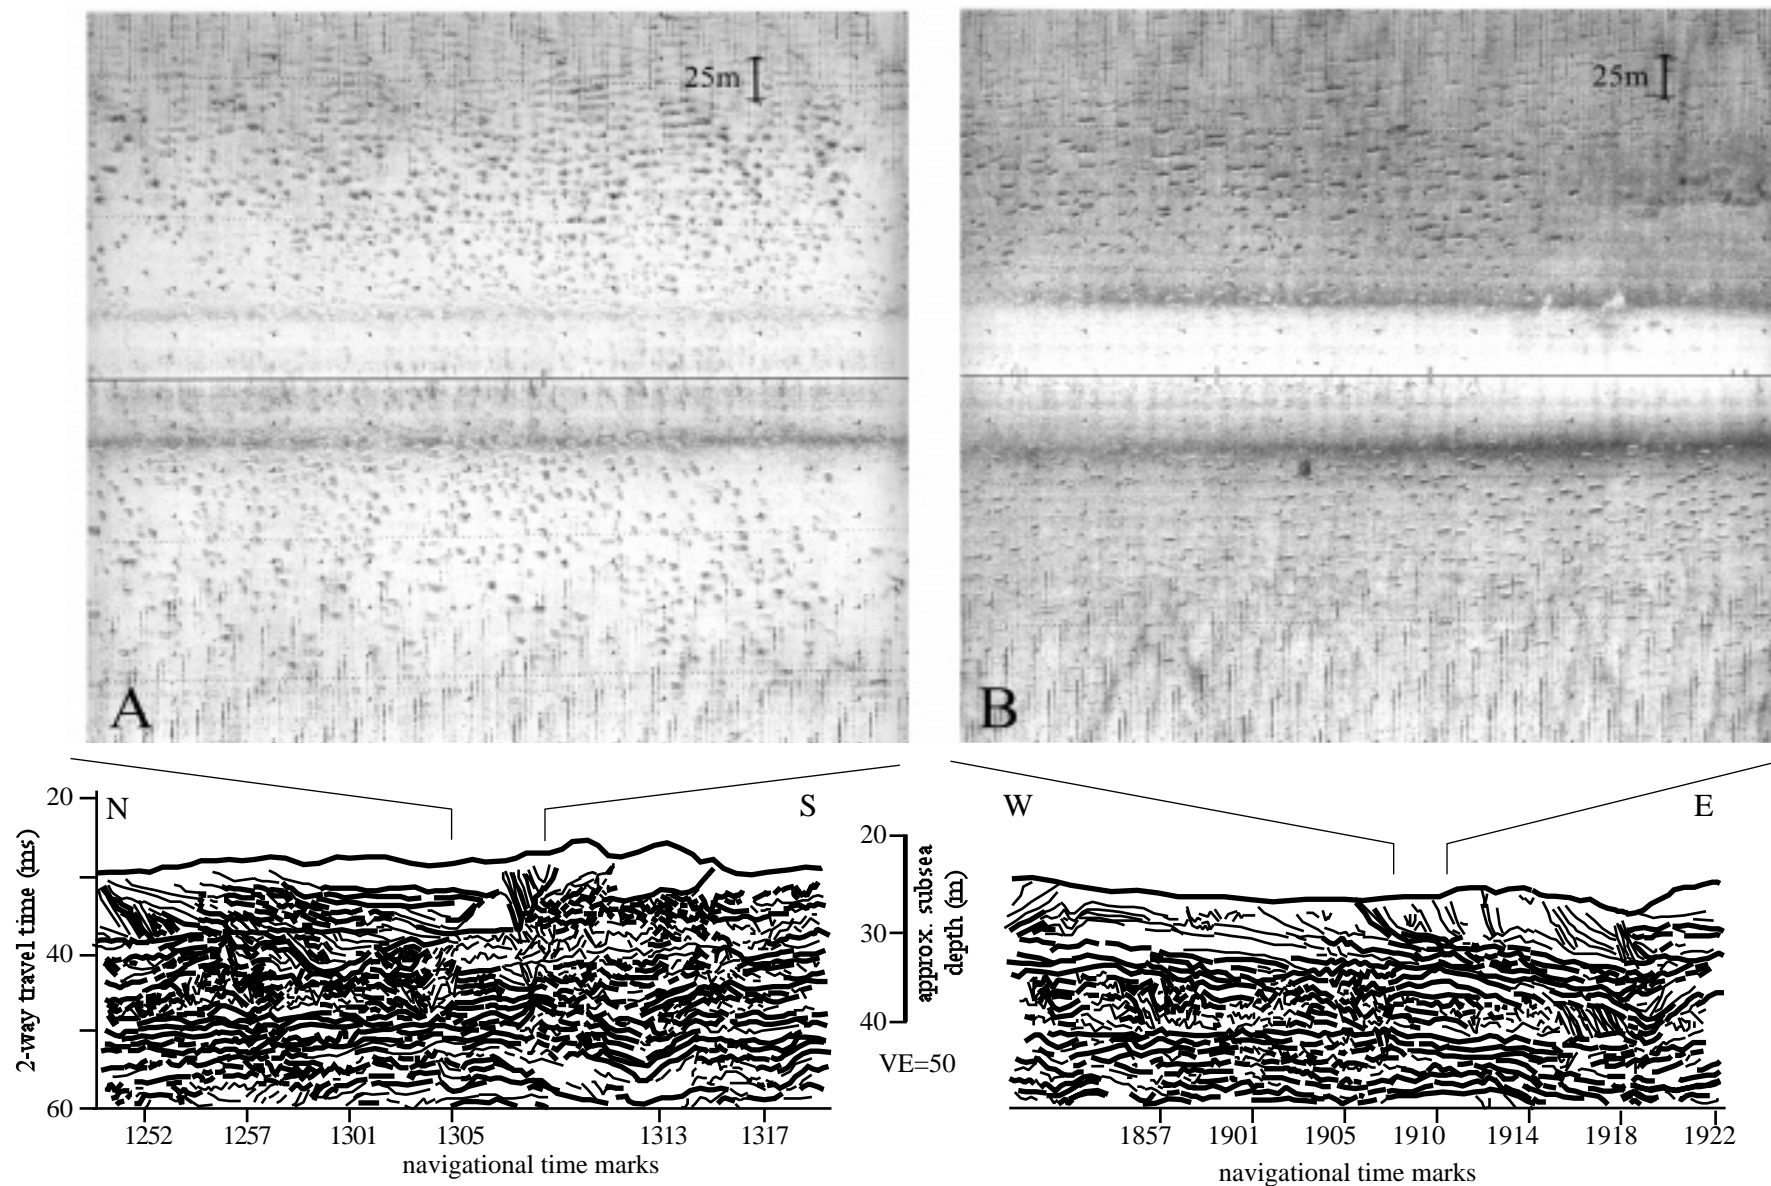 25m
25m
A
B
N
S
W
E
20
40
60
2-way travel time (ms)
1252 1257 1301 1305 1313 1317
navigational time marks
20
30
40
approx. subsea
depth (m)
VE=50
1857 1901 1905 1910 1914 1918 1922
navigational time marks